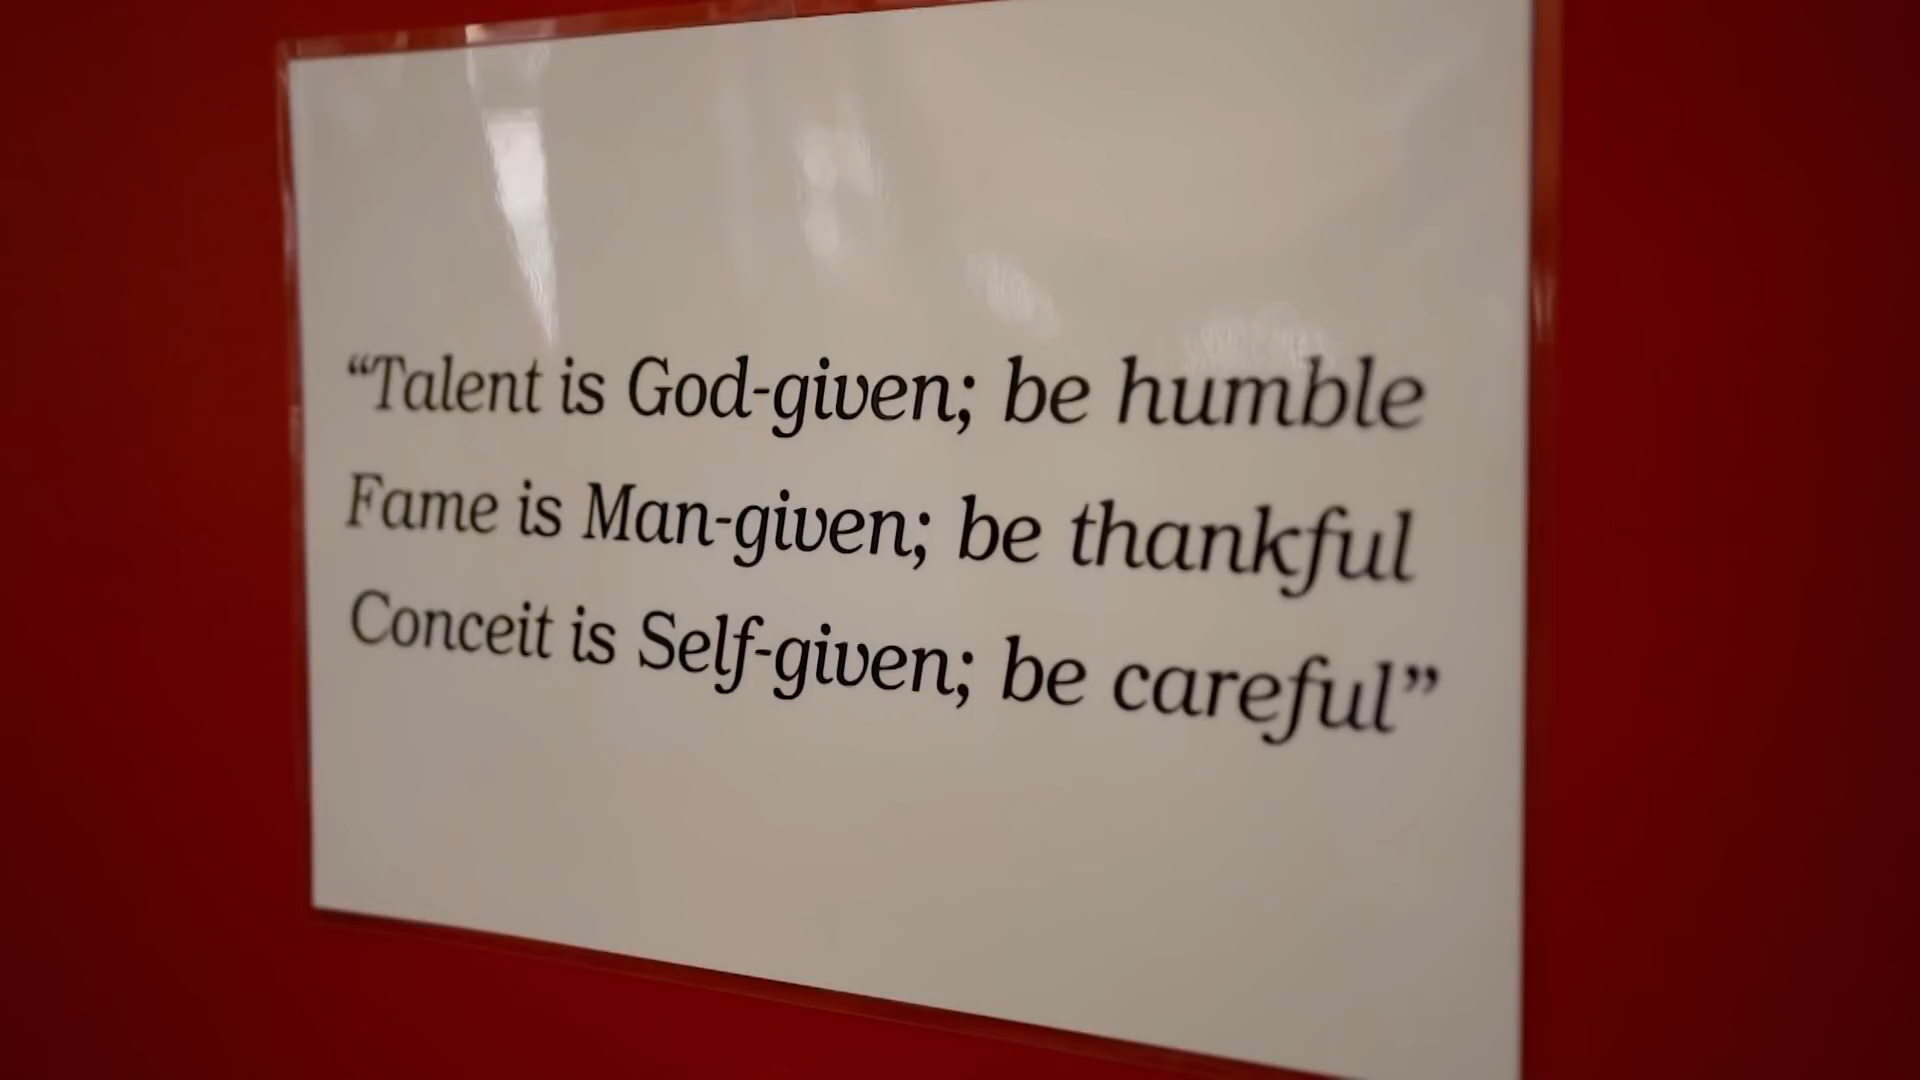 “Talent is God-given; be humble
Fame is Man-given; be thankful
Conceit is Self-given; be careful”